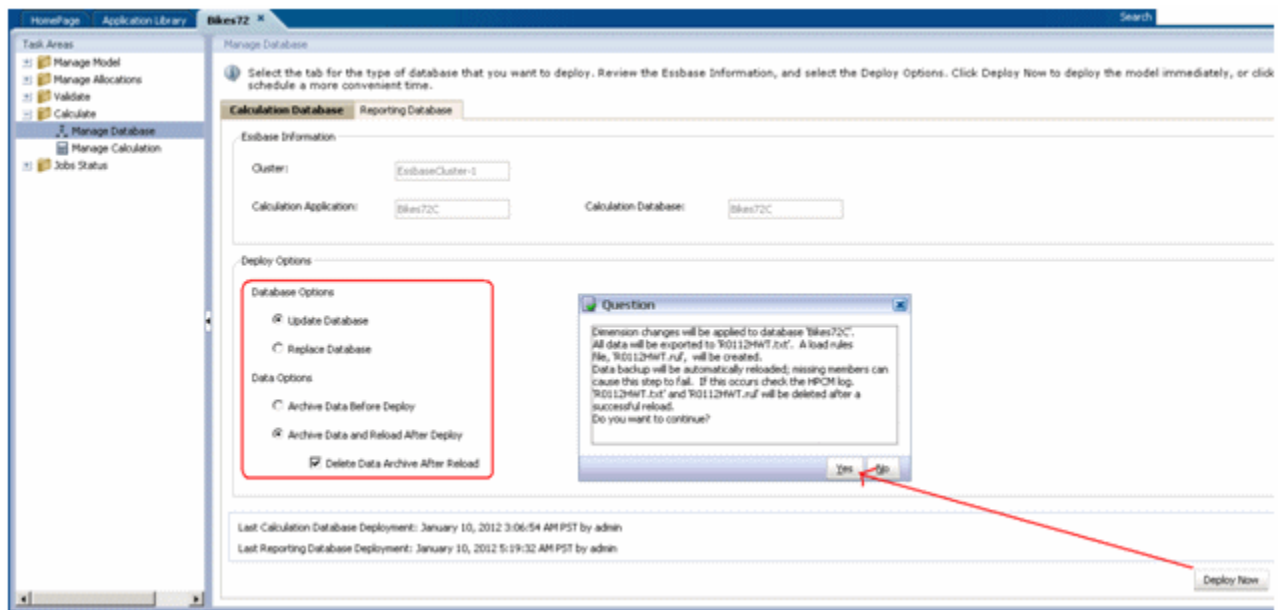 HomePage Application Library Bikes72 × Search
Task Areas
Manage Model
Manage Allocations
Validate
Calculate
Manage Database
Manage Calculation
Jobs Status
Manage Database
Select the tab for the type of database that you want to deploy. Review the Essbase Information, and select the Deploy Options. Click Deploy Now to deploy the model immediately, or click
schedule a more convenient time.
Calculation Database Reporting Database
Essbase Information
Cluster: EssbaseCluster-1
Calculation Application: Bikes72C Calculation Database: Bikes72C
Deploy Options
Database Options
Update Database
Replace Database
Data Options
Archive Data Before Deploy
Archive Data and Reload After Deploy
Delete Data Archive After Reload
Question
Dimension changes will be applied to database 'Bikes72C'.
All data will be exported to 'R0112HWT.txt'. A load rules
file, 'R0112HWT.rul', will be created.
Data backup will be automatically reloaded; missing members can
cause this step to fail. If this occurs check the HPCM log.
'R0112HWT.txt' and 'R0112HWT.rul' will be deleted after a
successful reload.
Do you want to continue?
Yes No
Last Calculation Database Deployment: January 10, 2012 3:06:54 AM PST by admin
Last Reporting Database Deployment: January 10, 2012 5:19:32 AM PST by admin
Deploy Now